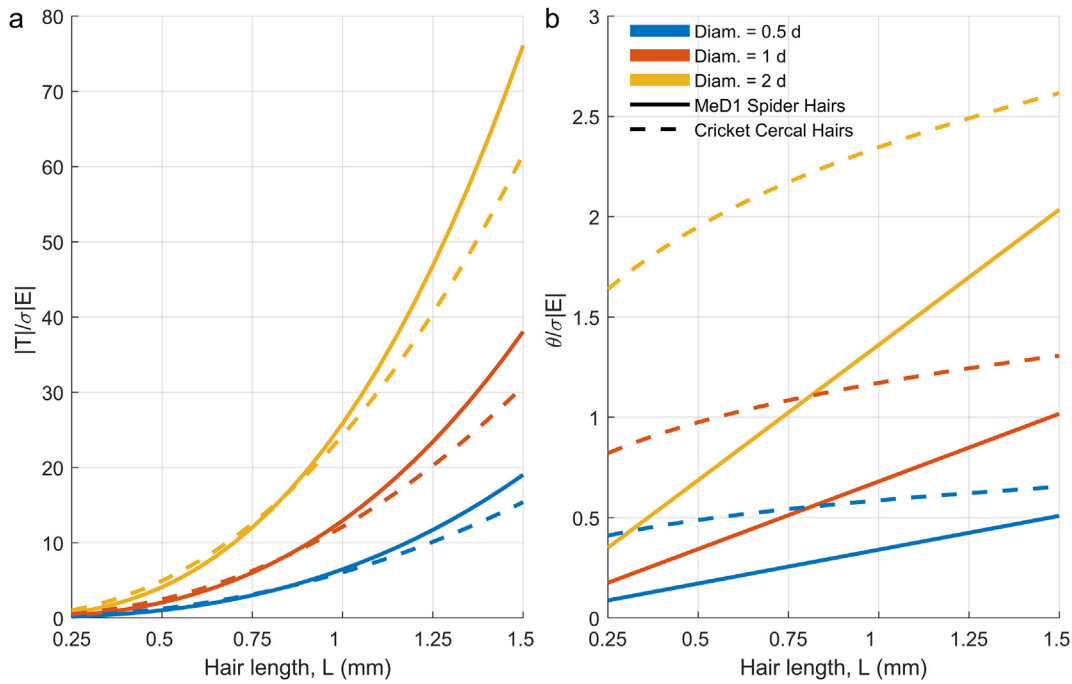 a
80
70
60
50
40
30
20
10
0
|T|/σ|E|
0.25
0.5
0.75
1
1.25
1.5
Hair length, L (mm)
b
3
2.5
2
1.5
1
0.5
0
θ/σ|E|
Diam. = 0.5 d
Diam. = 1 d
Diam. = 2 d
MeD1 Spider Hairs
Cricket Cercal Hairs
0.25
0.5
0.75
1
1.25
1.5
Hair length, L (mm)